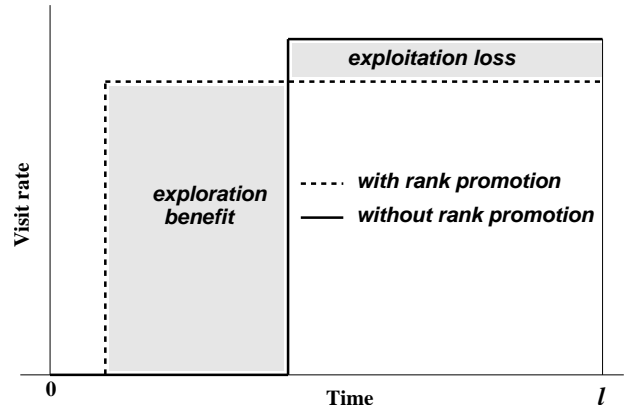 exploitation loss
exploration
benefit
with rank promotion
without rank promotion
Visit rate
0
Time
l